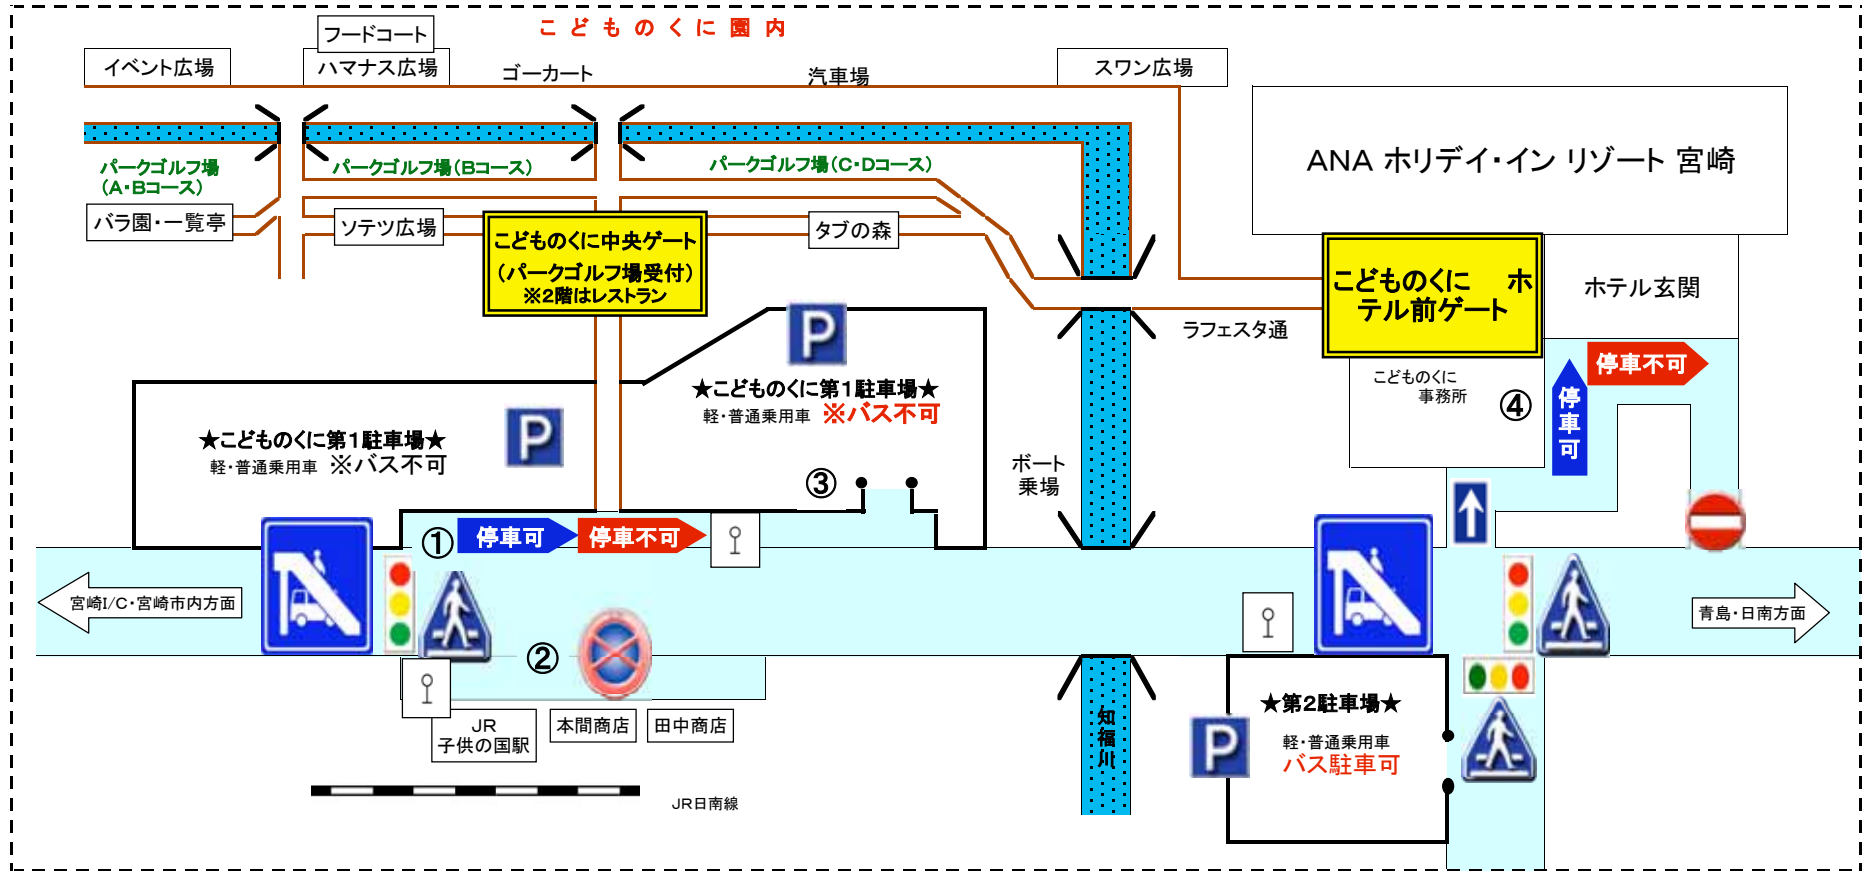 こどものくに園内
フードコート
イベント広場
ハマナス広場
ゴーカート
汽車場
スワン広場
パークゴルフ場
(A・Bコース)
パークゴルフ場(Bコース)
パークゴルフ場(C・Dコース)
ANA ホリデイ・イン リゾート 宮崎
バラ園・一覧亭
ソテツ広場
こどものくに中央ゲート
(パークゴルフ場受付)
※2階はレストラン
タブの森
こどものくに ホ
テル前ゲート
ホテル玄関
ラフェスタ通
P
★こどものくに第1駐車場★
軽・普通乗用車 ※バス不可
こどものくに
事務所
④
停車可
停車不可
★こどものくに第1駐車場★
軽・普通乗用車 ※バス不可
P
③
ボート
乗場
①
停車可
停車不可
宮崎I/C・宮崎市内方面
青島・日南方面
②
JR
子供の国駅
本間商店
田中商店
知福川
★第2駐車場★
P
軽・普通乗用車
バス駐車可
JR日南線